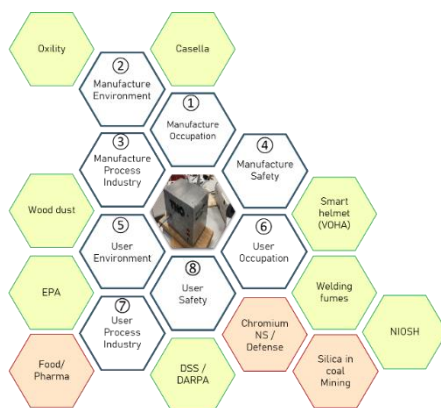 Oxility
Casella
②
Manufacture
Environment
①
Manufacture
Occupation
③
Manufacture
Process
Industry
④
Manufacture
Safety
Wood dust
⑤
User
Environment
⑥
User
Occupation
Smart
helmet
(VOHA)
⑧
User
Safety
EPA
Welding
fumes
⑦
User
Process
Industry
Chromium
NS /
Defense
NIOSH
Food/
Pharma
DSS /
DARPA
Silica in
coal
Mining